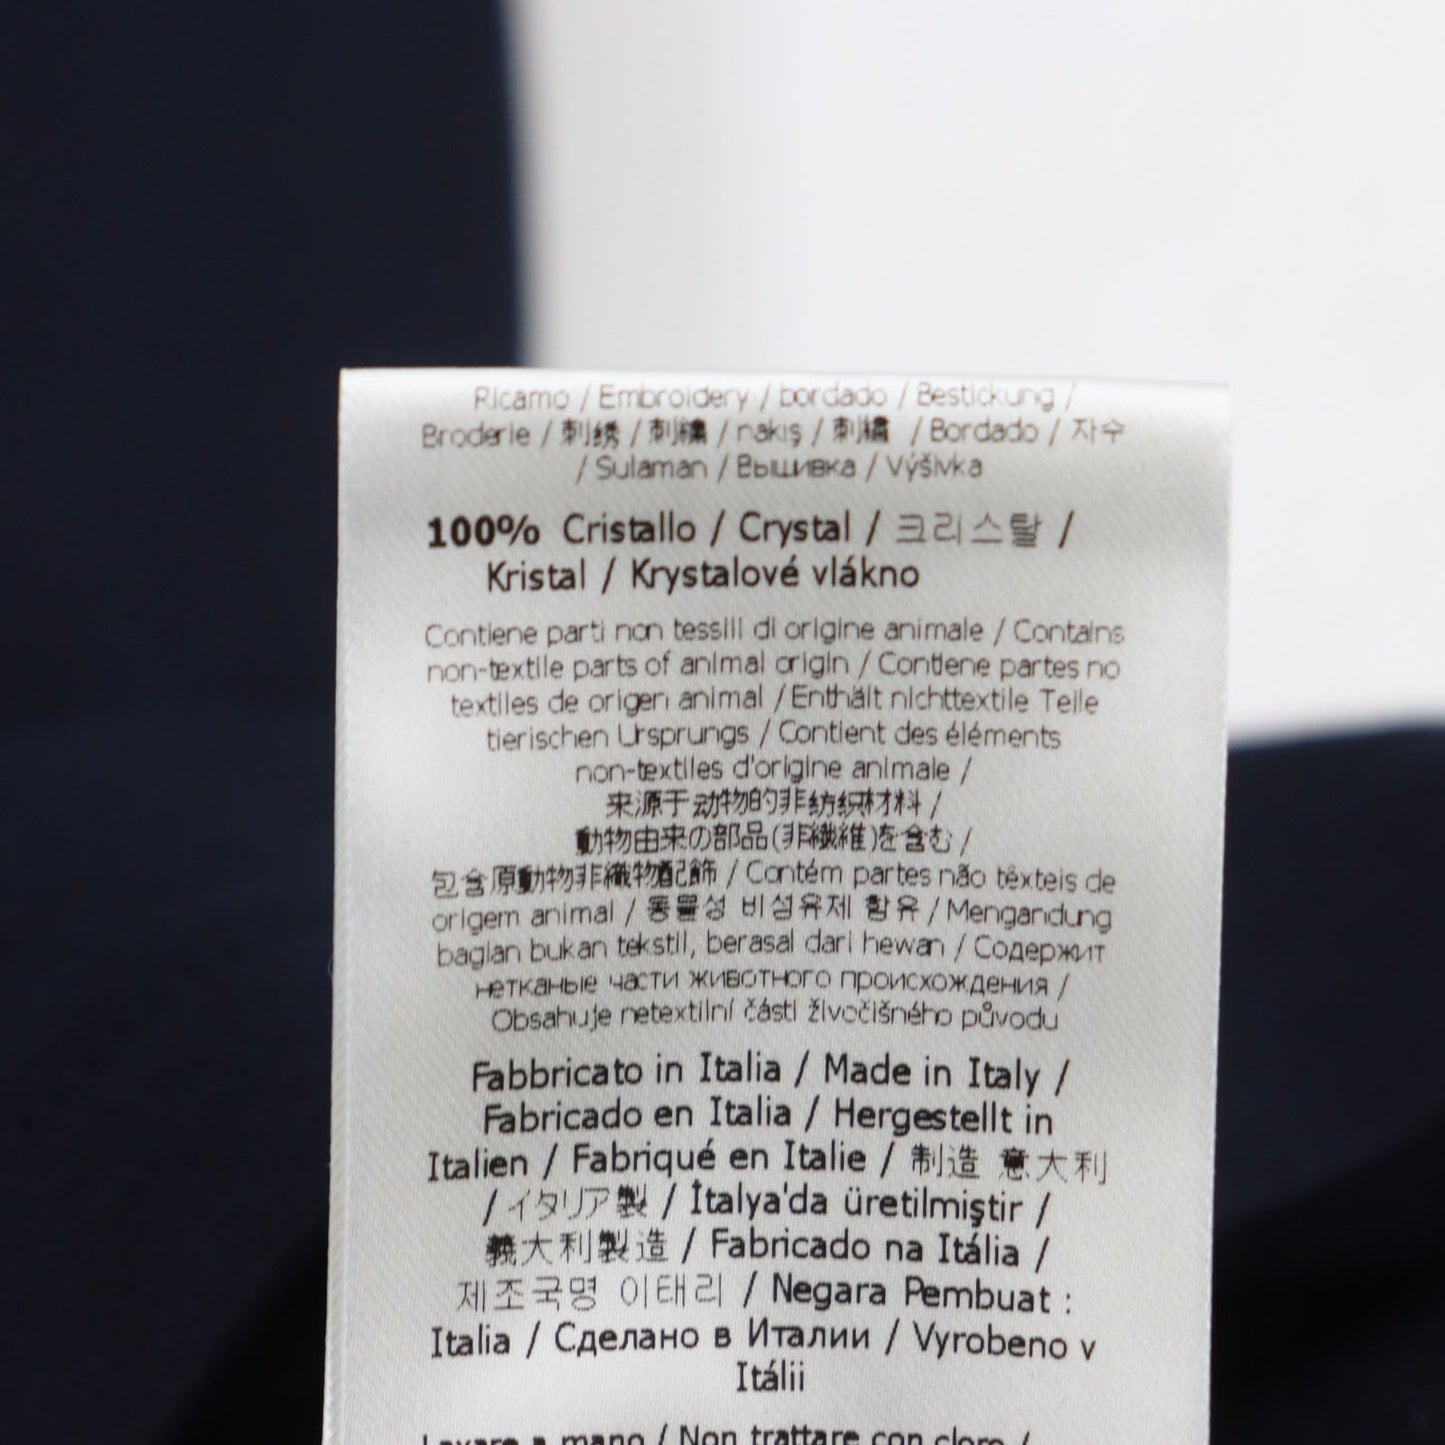 Ricamo / Embroidery / bordado / Bestickung /
Broderie / 刺绣 / 刺繍 / nakış / 刺繡 / Bordado / 자수
/ Sulaman / Вышивка / Výšivka
100% Cristallo / Crystal / 크리스탈 /
Kristal / Krystalové vlákno
Contiene parti non tessili di origine animale / Contains
non-textile parts of animal origin / Contiene partes no
textiles de origen animal / Enthält nichttextile Teile
tierischen Ursprungs / Contient des éléments
non-textiles d'origine animale /
来源于动物的非纺织材料 /
動物由来の部品(非繊維)を含む /
包含原動物非織物配飾 / Contém partes não têxteis de
origem animal / 동물성 비섬유제 함유 / Mengandung
bagian bukan tekstil, berasal dari hewan / Содержит
нетканые части животного происхождения /
Obsahuje netextilní části živočišného původu
Fabbricato in Italia / Made in Italy /
Fabricado en Italia / Hergestellt in
Italien / Fabriqué en Italie / 制造 意大利
/ イタリア製 / İtalya'da üretilmiştir /
義大利製造 / Fabricado na Itália /
제조국명 이태리 / Negara Pembuat :
Italia / Сделано в Италии / Vyrobeno v
Itálii
Lavare a mano / Non trattare con cloro /